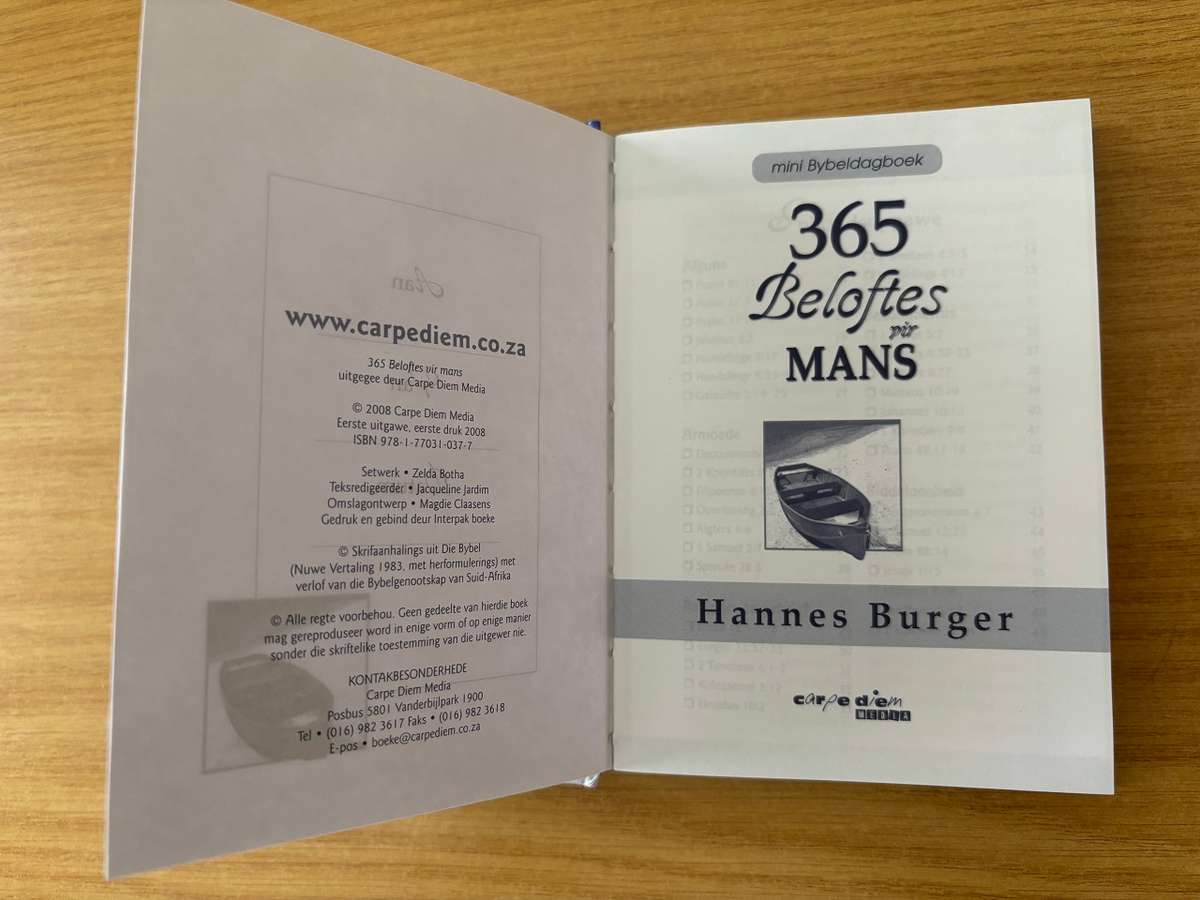 www.carpediem.co.za
365 Beloftes vir mans
uitgegee deur Carpe Diem Media
© 2008 Carpe Diem Media
Eerste uitgawe, eerste druk 2008
ISBN 978-1-77031-037-7
Setwerk • Zelda Botha
Teksredigeerder • Jacqueline Jardim
Omslagontwerp • Magdie Claasens
Gedruk en gebind deur Interpak boeke
© Skrifaanhalings uit Die Bybel
(Nuwe Vertaling 1983, met herformulerings) met
verlof van die Bybelgenootskap van Suid-Afrika
© Alle regte voorbehou. Geen gedeelte van hierdie boek
mag gereproduseer word in enige vorm of op enige manier
sonder die skriftelike toestemming van die uitgewer nie.
KONTAKBESONDERHEDE
Carpe Diem Media
Posbus 5801 Vanderbijlpark 1900
Tel • (016) 982 3617 Faks • (016) 982 3618
E-pos • boeke@carpediem.co.za
mini Bybeldagboek
365
Beloftes
vir
MANS
Hannes Burger
carpe diem
MEDIA